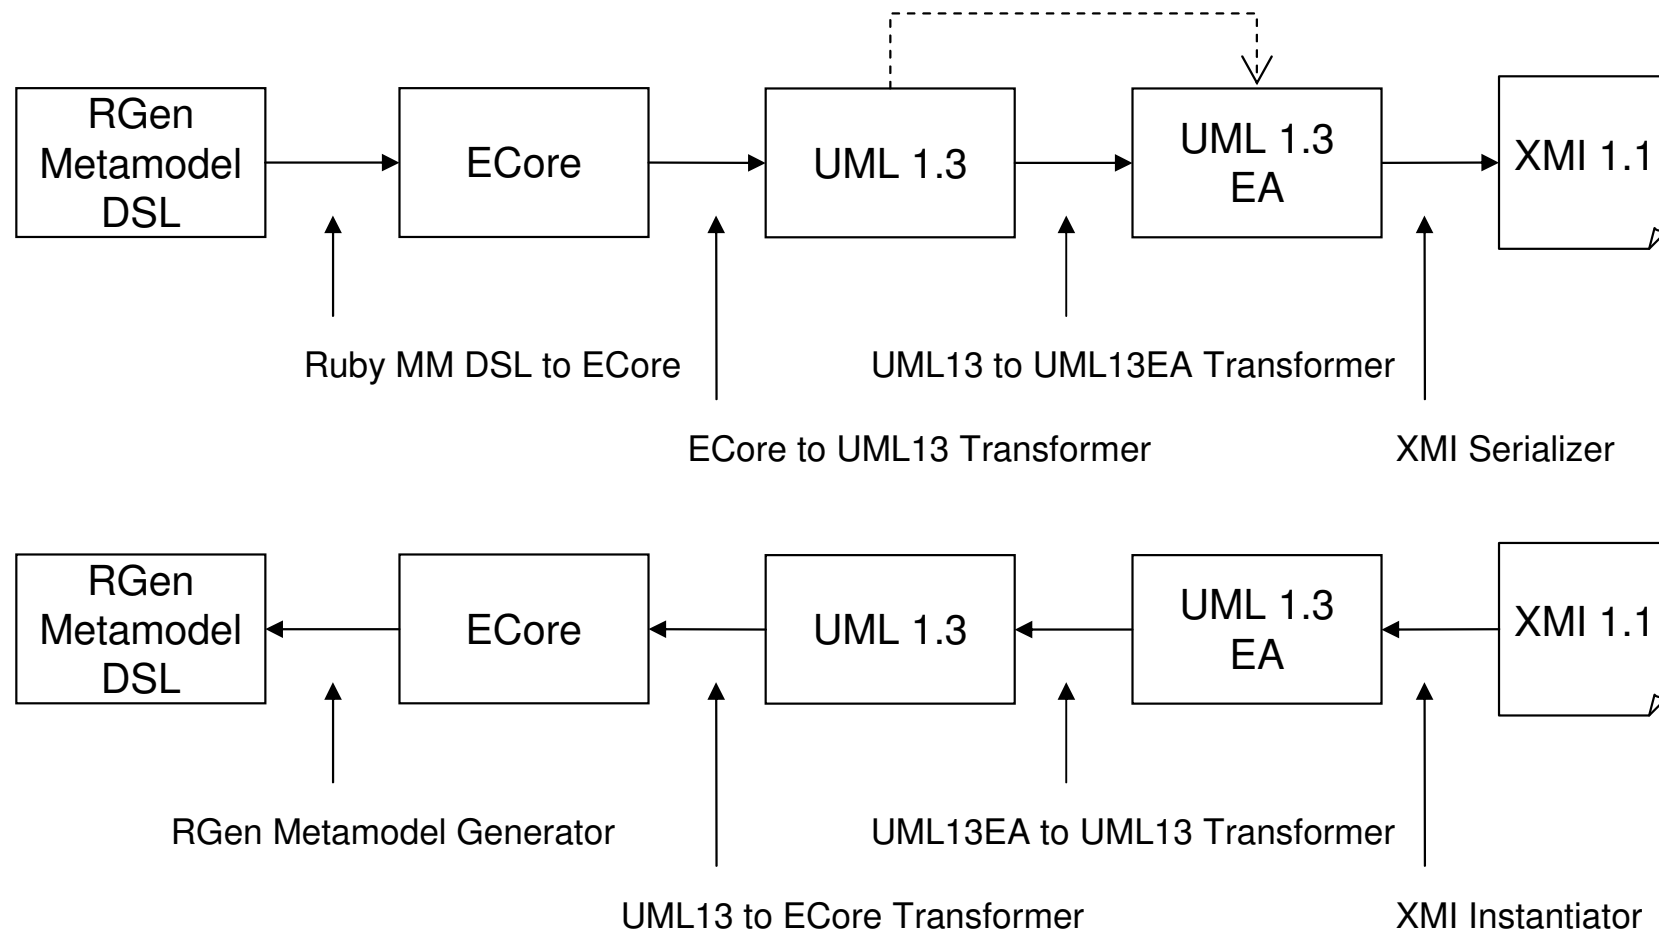 RGen
Metamodel
DSL
ECore
UML 1.3
UML 1.3
EA
XMI 1.1
Ruby MM DSL to ECore
UML13 to UML13EA Transformer
ECore to UML13 Transformer
XMI Serializer
RGen
Metamodel
DSL
ECore
UML 1.3
UML 1.3
EA
XMI 1.1
RGen Metamodel Generator
UML13EA to UML13 Transformer
UML13 to ECore Transformer
XMI Instantiator